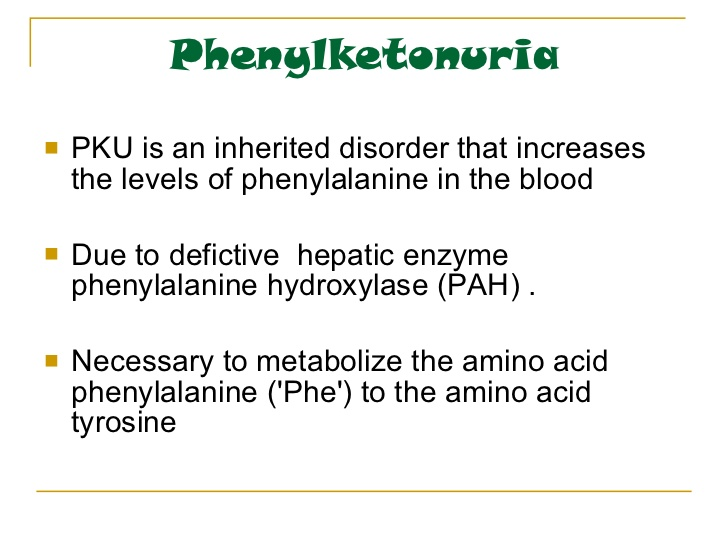 Phenylketonuria
PKU is an inherited disorder that increases
the levels of phenylalanine in the blood
Due to defictive  hepatic enzyme
phenylalanine hydroxylase (PAH) .
Necessary to metabolize the amino acid
phenylalanine ('Phe') to the amino acid
tyrosine